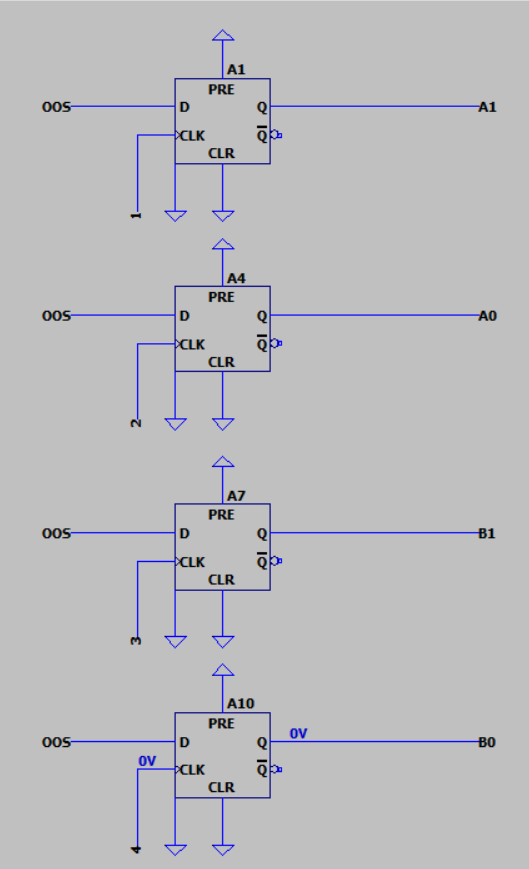 A1
PRE
OOS D Q A1
CLK Q
CLR
1
A4
PRE
OOS D Q A0
CLK Q
CLR
2
A7
PRE
OOS D Q B1
CLK Q
CLR
3
A10
PRE
0V
OOS D Q B0
0V
CLK Q
CLR
4